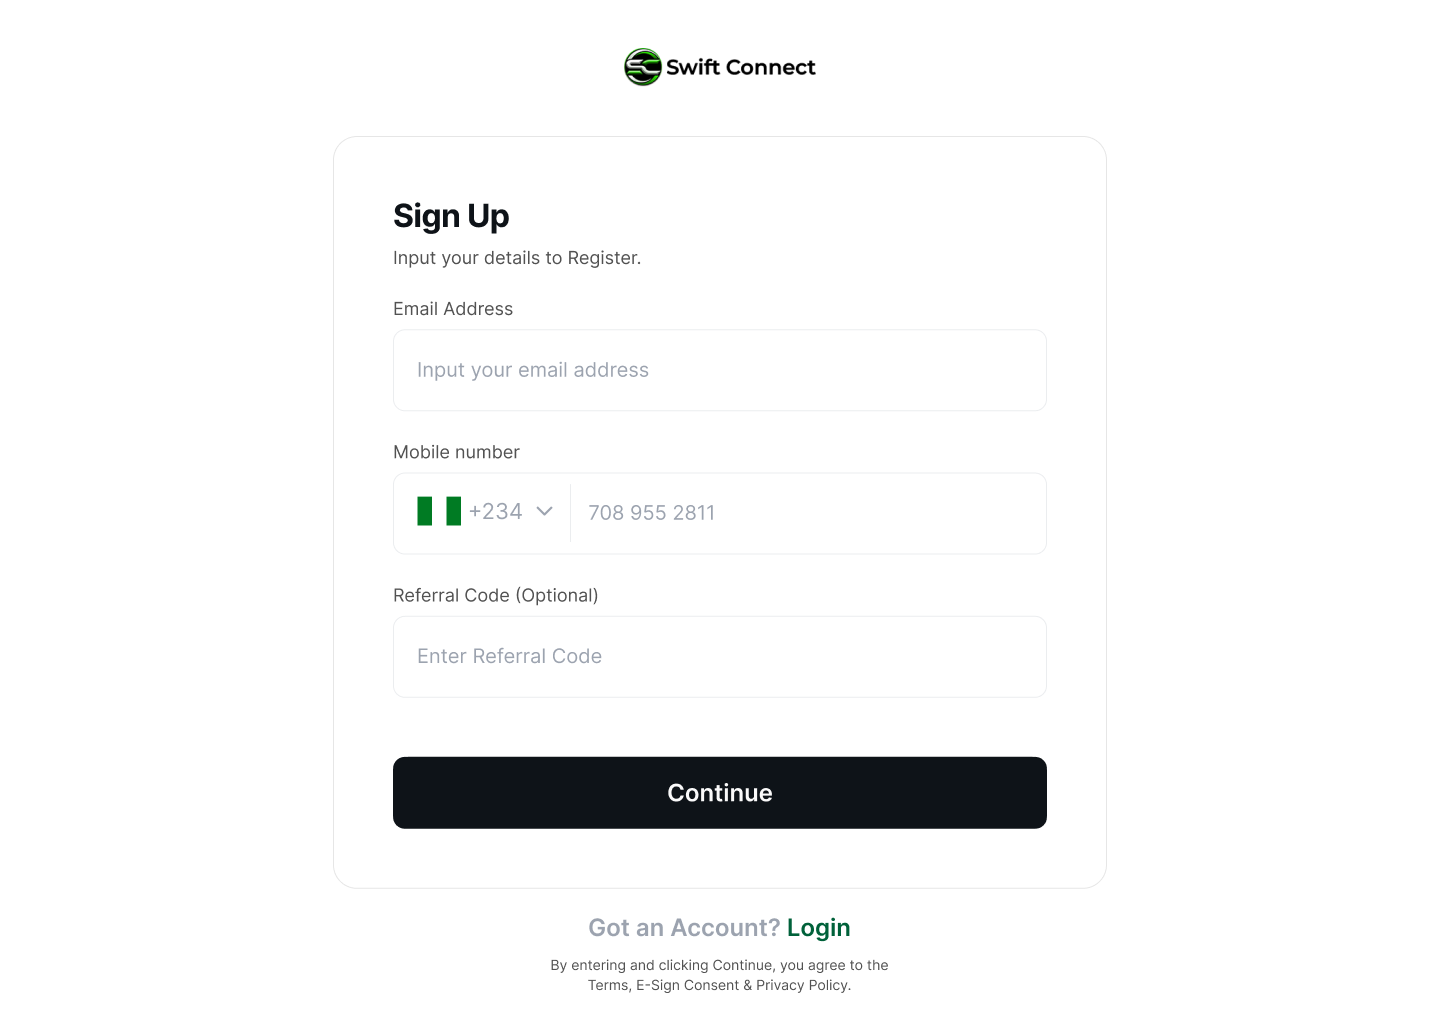 Swift Connect
Sign Up
Input your details to Register.
Email Address
Input your email address
Mobile number
+234 708 955 2811
Referral Code (Optional)
Enter Referral Code
Continue
Got an Account? Login
By entering and clicking Continue, you agree to the
Terms, E-Sign Consent & Privacy Policy.